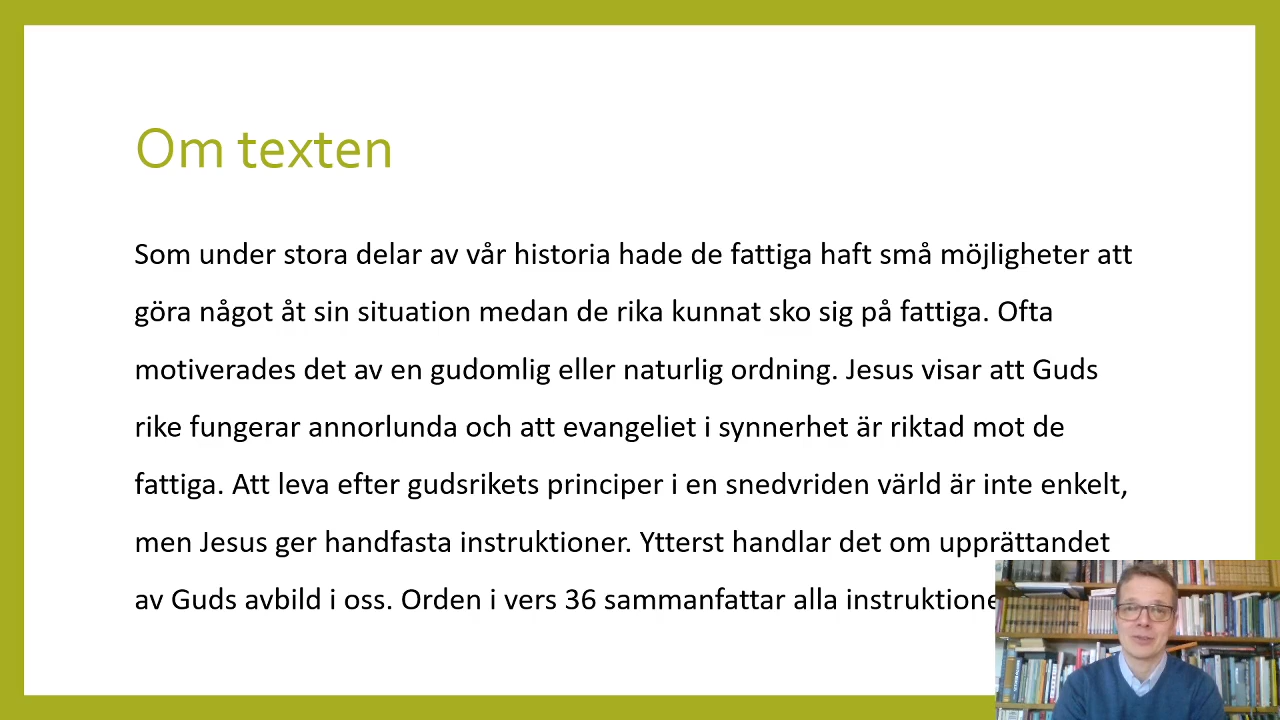 Om texten
Som under stora delar av vår historia hade de fattiga haft små möjligheter att
göra något åt sin situation medan de rika kunnat sko sig på fattiga. Ofta
motiverades det av en gudomlig eller naturlig ordning. Jesus visar att Guds
rike fungerar annorlunda och att evangeliet i synnerhet är riktad mot de
fattiga. Att leva efter gudsrikets principer i en snedvriden värld är inte enkelt,
men Jesus ger handfasta instruktioner. Ytterst handlar det om upprättandet
av Guds avbild i oss. Orden i vers 36 sammanfattar alla